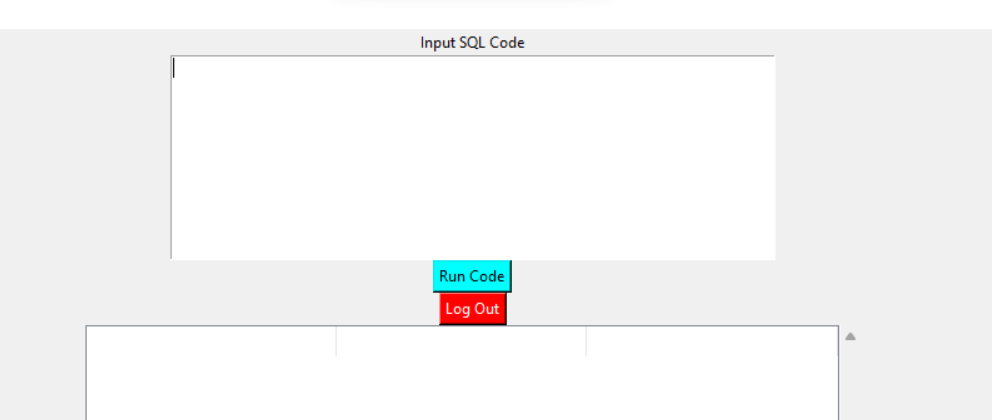 Input SQL Code
Run Code
Log Out